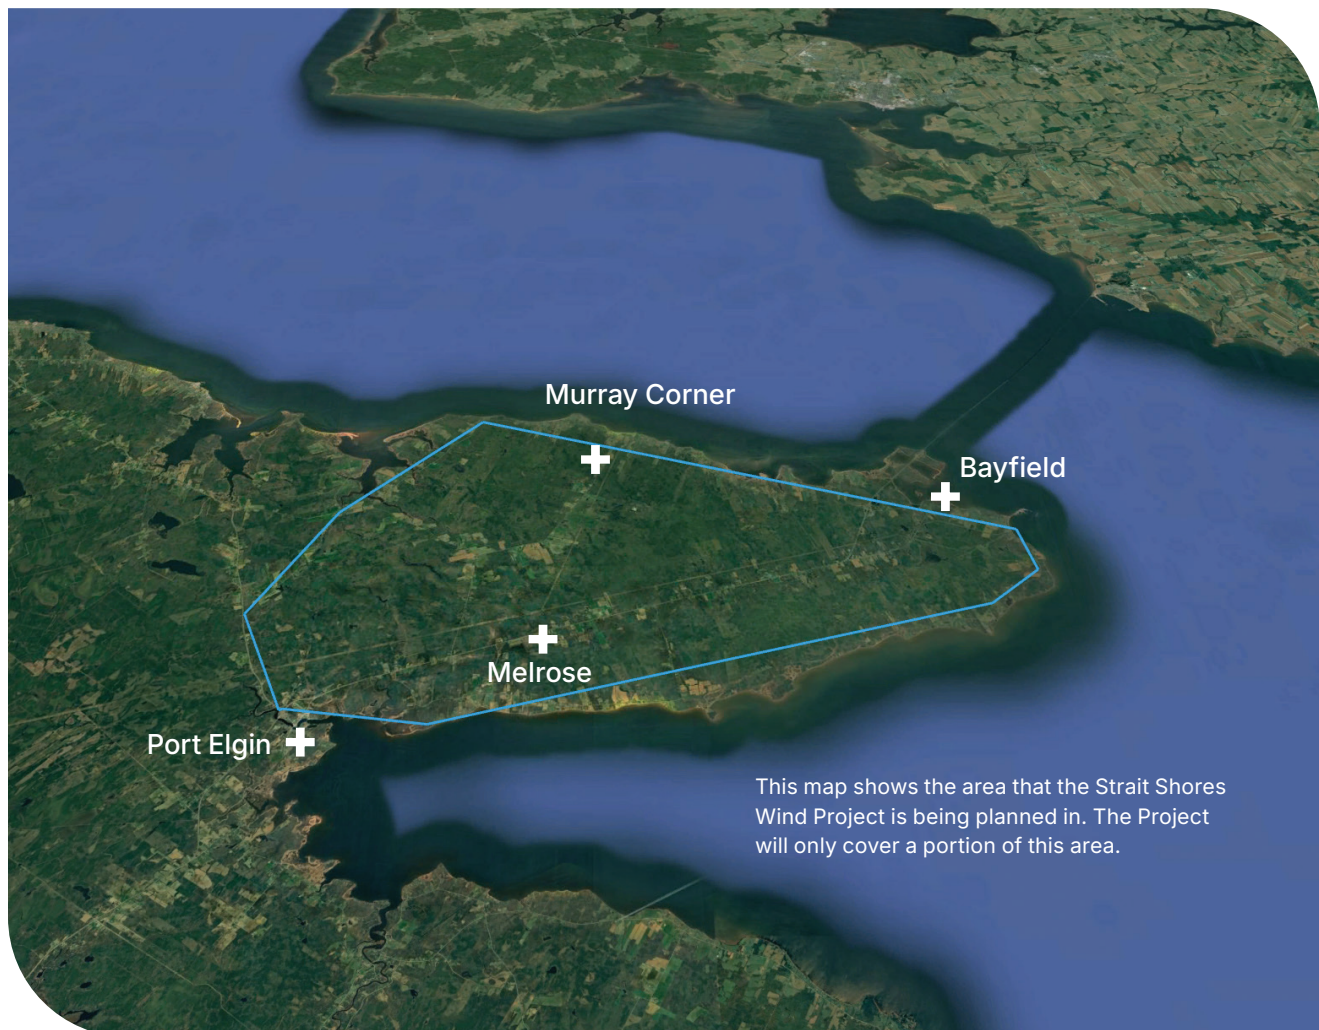 Murray Corner
Bayfield
Melrose
Port Elgin
This map shows the area that the Strait Shores
Wind Project is being planned in. The Project
will only cover a portion of this area.